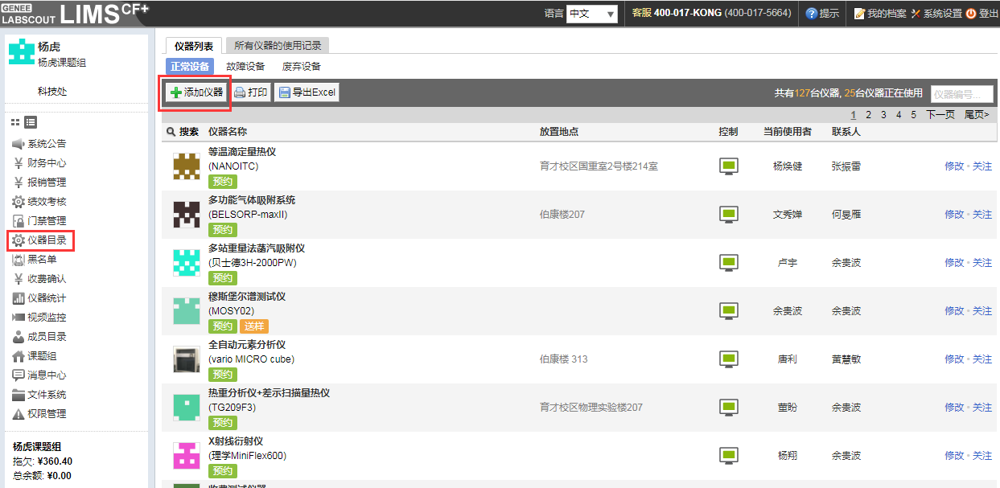 GENEE
LABSCOUT LIMS CF+
语言 中文 客服 400-017-KONG (400-017-5664) 提示 我的档案 系统设置 登出
杨虎
杨虎课题组
科技处
系统公告
财务中心
报销管理
绩效考核
门禁管理
仪器目录
黑名单
收费确认
仪器统计
视频监控
成员目录
课题组
消息中心
文件系统
权限管理
杨虎课题组
拖欠: ¥360.40
总余额: ¥0.00
仪器列表 所有仪器的使用记录
正常设备 故障设备 废弃设备
添加仪器 打印 导出Excel 共有127台仪器, 25台仪器正在使用 仪器编号...
1 2 3 4 5 下一页 尾页>
搜索 仪器名称 放置地点 控制 当前使用者 联系人
等温滴定量热仪
(NANOITC) 育才校区国重室2号楼214室 杨焕健 张振雷 修改 · 关注
预约
多功能气体吸附系统
(BELSORP-maxII) 伯康楼207 文秀婵 何旻雁 修改 · 关注
预约
多站重量法蒸汽吸附仪
(贝士德3H-2000PW) 卢宇 余贵波 修改 · 关注
预约
穆斯堡尔谱测试仪
(MOSY02) 余贵波 余贵波 修改 · 关注
预约 送样
全自动元素分析仪
(vario MICRO cube) 伯康楼 313 唐利 黄慧敏 修改 · 关注
预约
热重分析仪+差示扫描量热仪
(TG209F3) 育才校区物理实验楼207 董盼 余贵波 修改 · 关注
预约
X射线衍射仪
(理学MiniFlex600) 杨翔 余贵波 修改 · 关注
预约